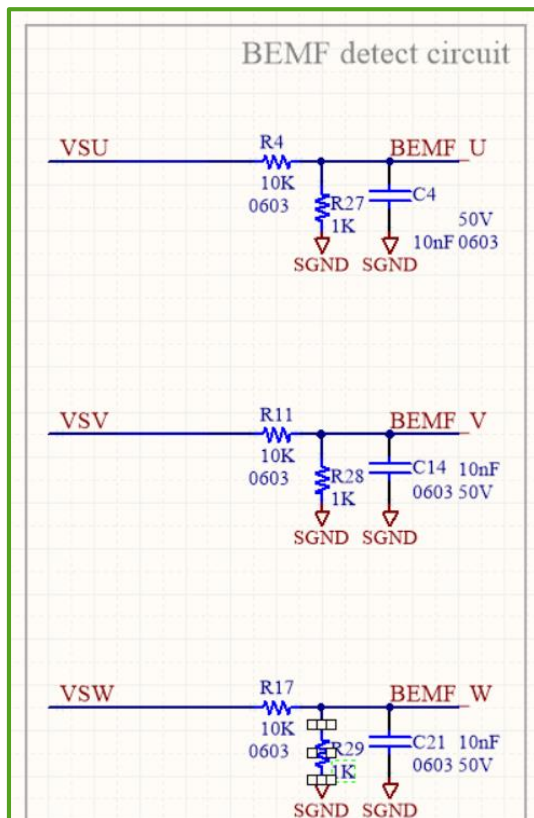 BEMF detect circuit
VSU
R4
BEMF_U
10K
0603
R27
1K
C4
50V
10nF 0603
SGND
SGND
VSV
R11
BEMF_V
10K
0603
R28
1K
C14 10nF
0603 50V
SGND
SGND
VSW
R17
BEMF_W
10K
0603
R29
1K
C21 10nF
0603 50V
SGND
SGND